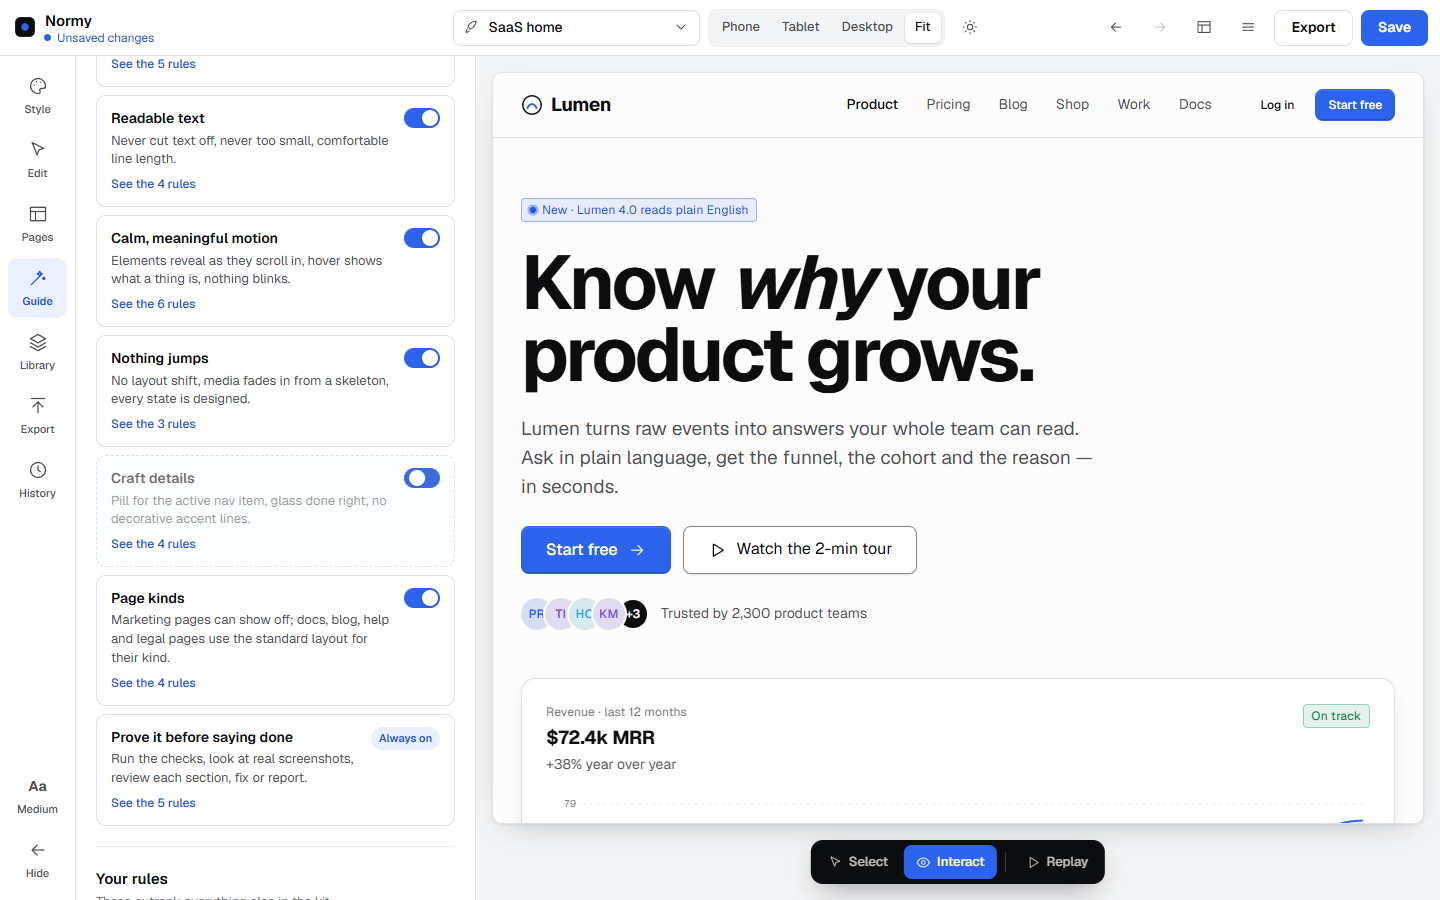 Normy
Unsaved changes
SaaS home
Phone
Tablet
Desktop
Fit
Export
Save
Style
Edit
Pages
Guide
Library
Export
History
Aa
Medium
Hide
See the 5 rules
Readable text
Never cut text off, never too small, comfortable
line length.
See the 4 rules
Calm, meaningful motion
Elements reveal as they scroll in, hover shows
what a thing is, nothing blinks.
See the 6 rules
Nothing jumps
No layout shift, media fades in from a skeleton,
every state is designed.
See the 3 rules
Craft details
Pill for the active nav item, glass done right, no
decorative accent lines.
See the 4 rules
Page kinds
Marketing pages can show off; docs, blog, help
and legal pages use the standard layout for
their kind.
See the 4 rules
Prove it before saying done
Always on
Run the checks, look at real screenshots,
review each section, fix or report.
See the 5 rules
Your rules
These outrank everything else in the kit
Lumen
Product
Pricing
Blog
Shop
Work
Docs
Log in
Start free
New · Lumen 4.0 reads plain English
Know why your
product grows.
Lumen turns raw events into answers your whole team can read.
Ask in plain language, get the funnel, the cohort and the reason —
in seconds.
Start free
Watch the 2-min tour
PR
TI
HC
KM
+3
Trusted by 2,300 product teams
Revenue · last 12 months
$72.4k MRR
+38% year over year
On track
79
Select
Interact
Replay